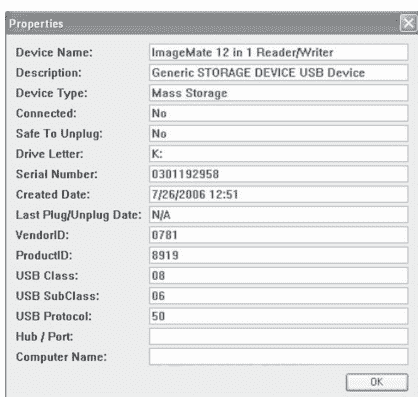 Properties
Device Name: ImageMate 12 in 1 Reader/Writer
Description: Generic STORAGE DEVICE USB Device
Device Type: Mass Storage
Connected: No
Safe To Unplug: No
Drive Letter: K:
Serial Number: 0301192958
Created Date: 7/26/2006 12:51
Last Plug/Unplug Date: N/A
VendorID: 0781
ProductID: 8919
USB Class: 08
USB SubClass: 06
USB Protocol: 50
Hub / Port:
Computer Name:
OK